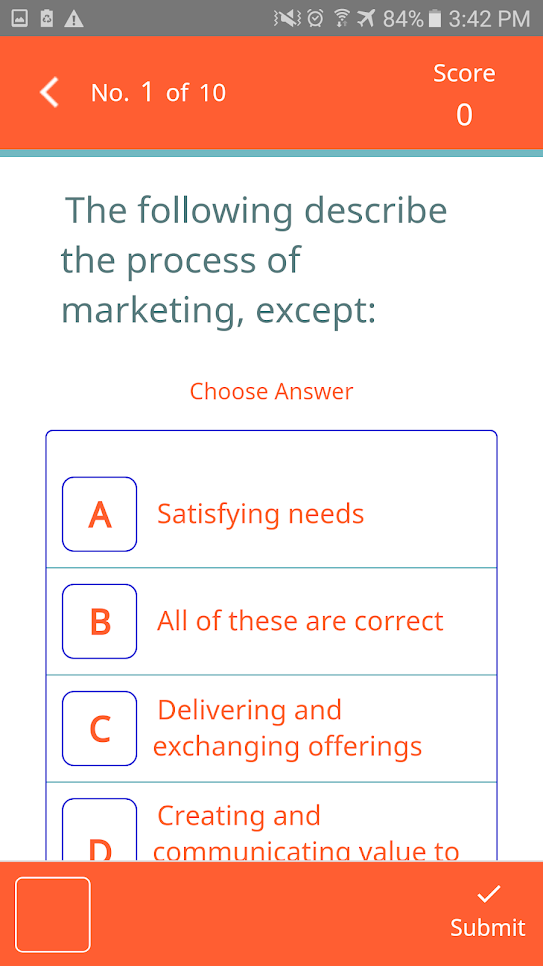 84% 3:42 PM
No. 1 of 10
Score
0
The following describe
the process of
marketing, except:
Choose Answer
A Satisfying needs
B All of these are correct
C Delivering and
exchanging offerings
D Creating and
communicating value to
Submit